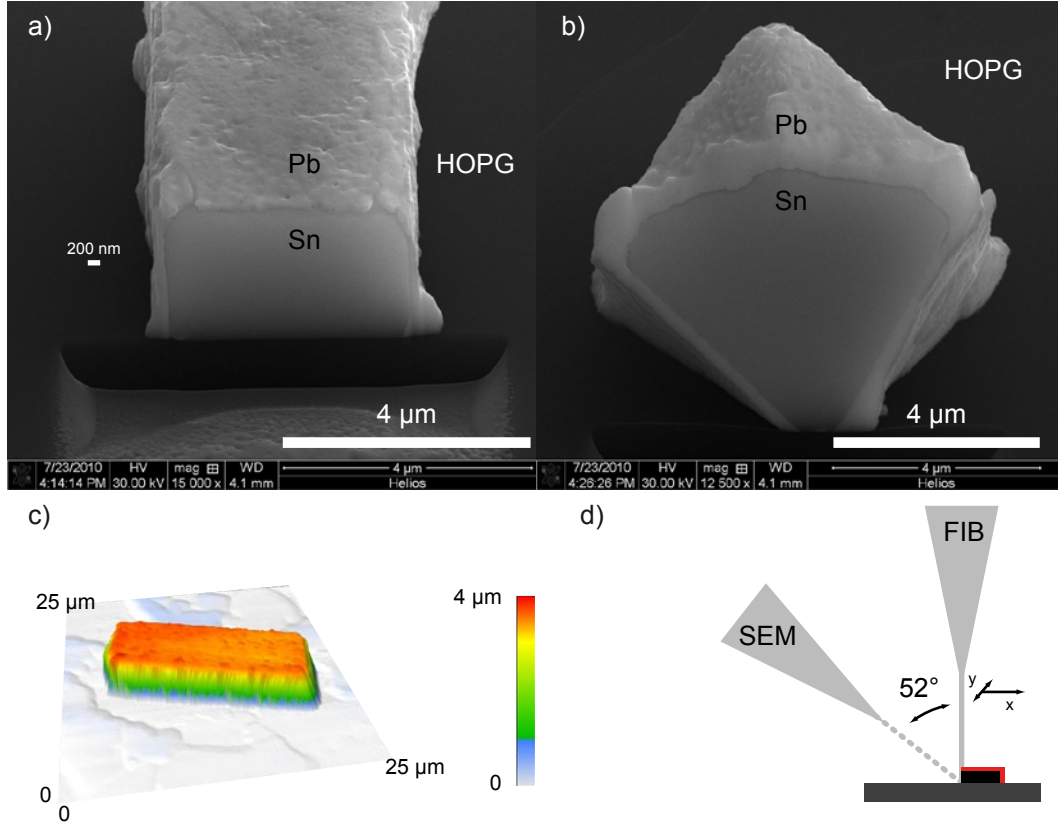 a)
HOPG
Pb
Sn
200 nm
4 µm
7/23/2010 HV mag WD 4 µm
4:14:14 PM 30.00 kV 15 000 x 4.1 mm Helios
b)
HOPG
Pb
Sn
4 µm
7/23/2010 HV mag WD 4 µm
4:26:26 PM 30.00 kV 12 500 x 4.1 mm Helios
c)
25 µm
25 µm
0
0
4 µm
0
d)
FIB
SEM
52°
y
x